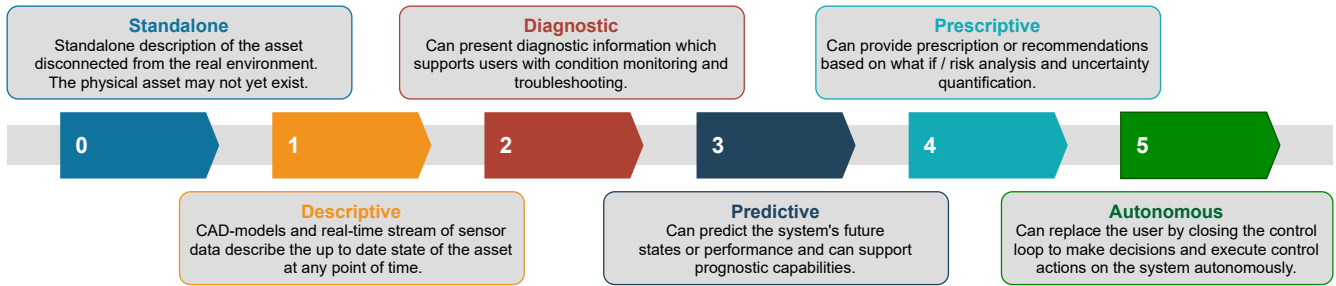 Standalone
Standalone description of the asset
disconnected from the real environment.
The physical asset may not yet exist.
Diagnostic
Can present diagnostic information which
supports users with condition monitoring and
troubleshooting.
Prescriptive
Can provide prescription or recommendations
based on what if / risk analysis and uncertainty
quantification.
0
1
2
3
4
5
Descriptive
CAD-models and real-time stream of sensor
data describe the up to date state of the asset
at any point of time.
Predictive
Can predict the system's future
states or performance and can support
prognostic capabilities.
Autonomous
Can replace the user by closing the control
loop to make decisions and execute control
actions on the system autonomously.